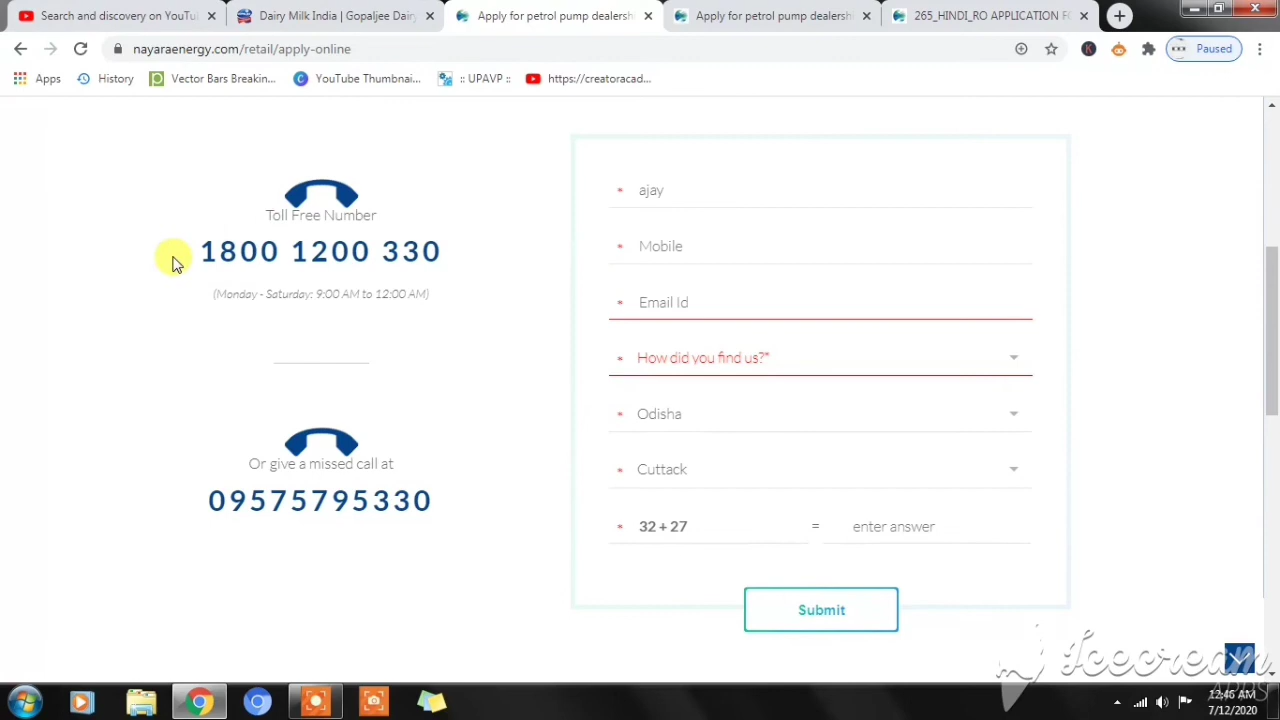 Search and discovery on YouTu
Dairy Milk India | Gopaljee Dairy
Apply for petrol pump dealersh
Apply for petrol pump dealersh
265_HINDI_RO APPLICATION FO
nayaraenergy.com/retail/apply-online
K
Paused
Apps
History
Vector Bars Breakin...
YouTube Thumbnai...
:: UPAVP ::
https://creatoracad...
Toll Free Number
1800 1200 330
(Monday - Saturday: 9:00 AM to 12:00 AM)
Or give a missed call at
09575795330
* ajay
* Mobile
* Email Id
* How did you find us?*
* Odisha
* Cuttack
* 32 + 27 = enter answer
Submit
Icecream
APPS
12:46 AM
7/12/2020